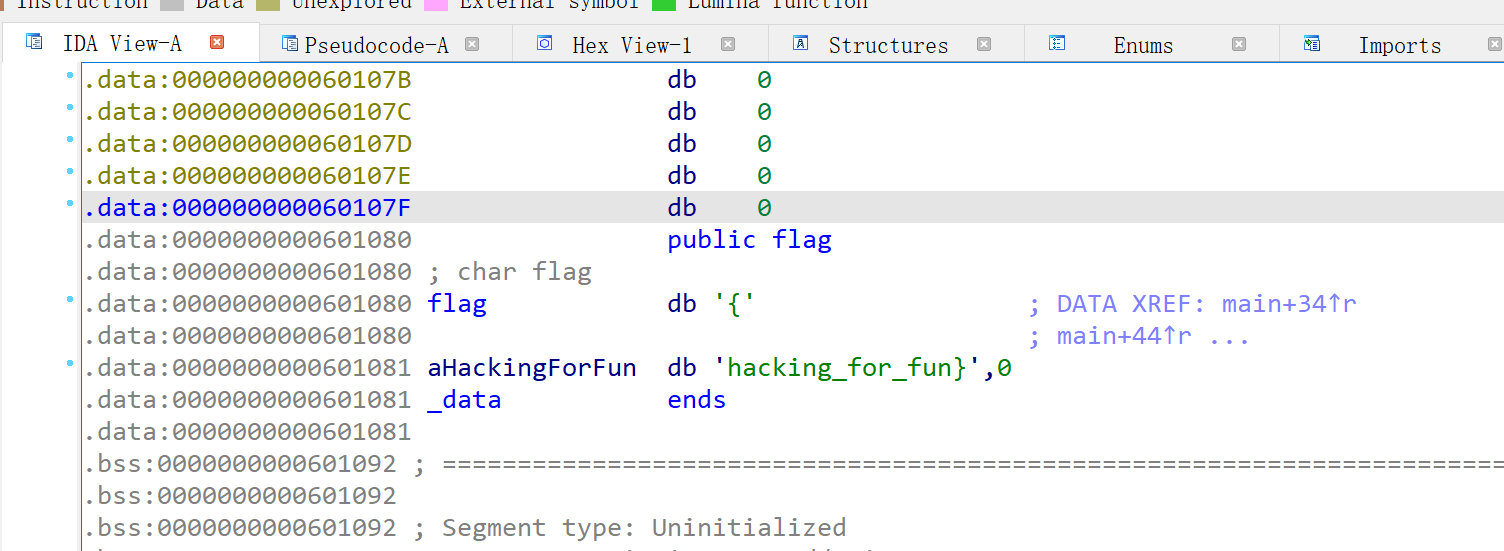 Instruction Data Unexplored External symbol Lumina function
IDA View-A Pseudocode-A Hex View-1 Structures Enums Imports
.data:000000000060107B db 0
.data:000000000060107C db 0
.data:000000000060107D db 0
.data:000000000060107E db 0
.data:000000000060107F db 0
.data:0000000000601080 public flag
.data:0000000000601080 ; char flag
.data:0000000000601080 flag db '{' ; DATA XREF: main+34↑r
.data:0000000000601080 ; main+44↑r ...
.data:0000000000601081 aHackingForFun db 'hacking_for_fun}',0
.data:0000000000601081 _data ends
.data:0000000000601081
.bss:0000000000601092 ; ===========================================================================
.bss:0000000000601092
.bss:0000000000601092 ; Segment type: Uninitialized